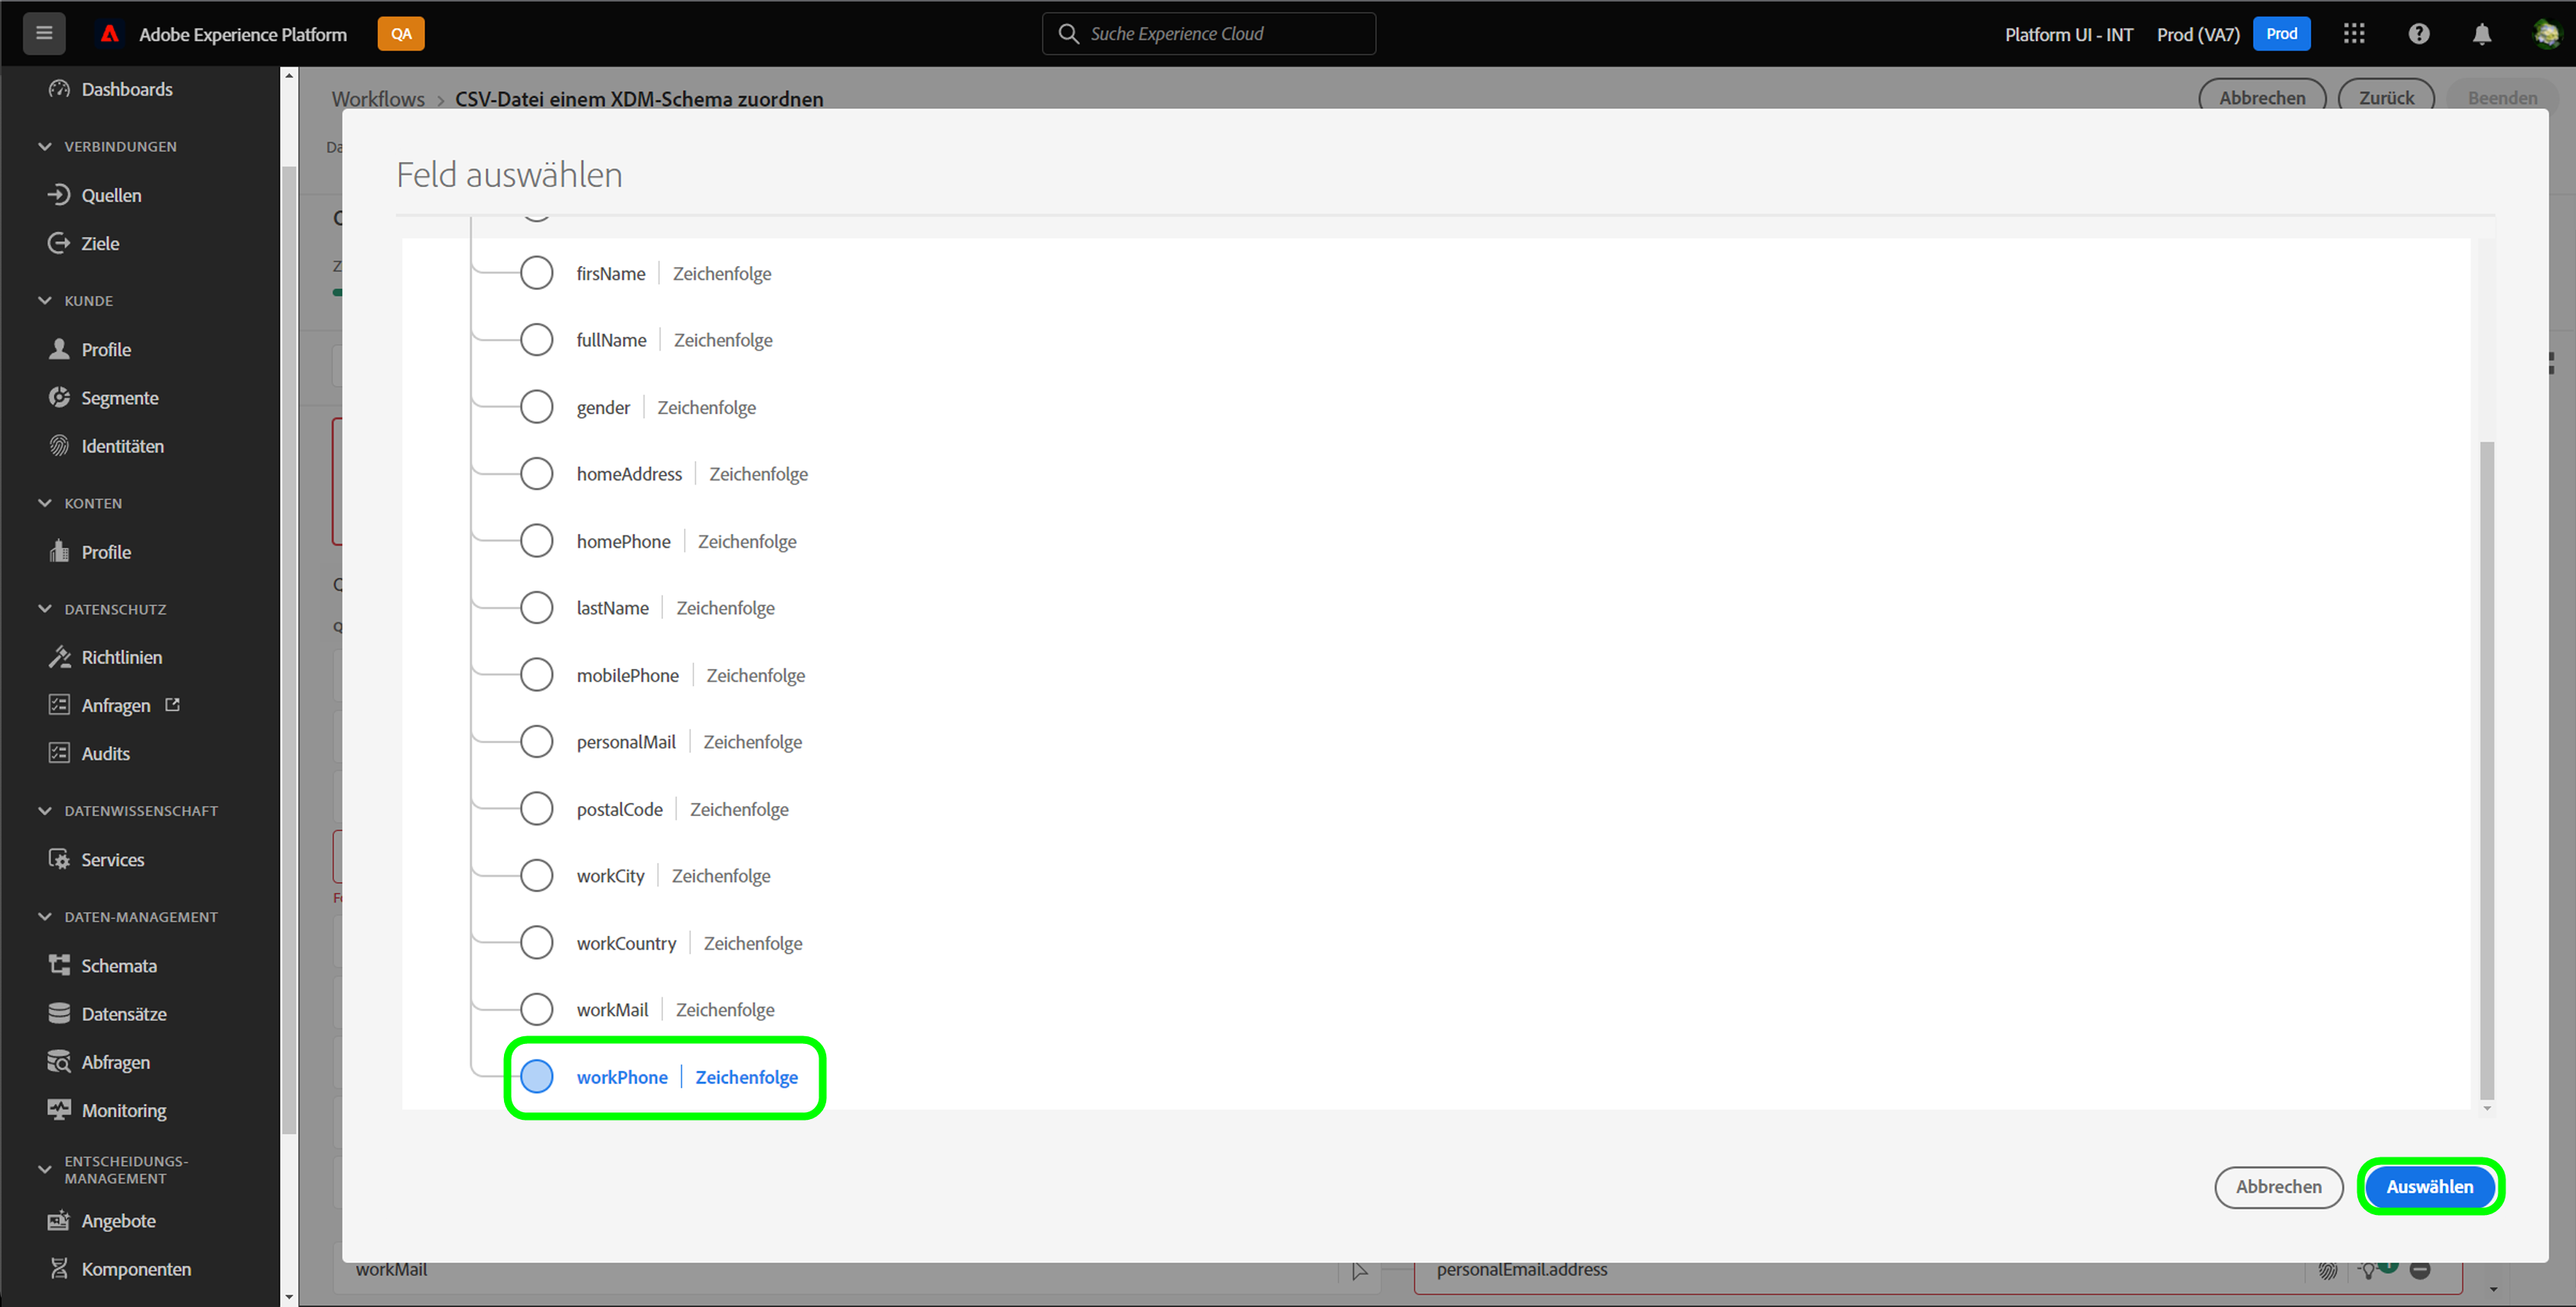 Adobe Experience Platform
QA
Suche Experience Cloud
Platform UI - INT
Prod (VA7)
Prod
Dashboards
VERBINDUNGEN
Quellen
Ziele
KUNDE
Profile
Segmente
Identitäten
KONTEN
Profile
DATENSCHUTZ
Richtlinien
Anfragen
Audits
DATENWISSENSCHAFT
Services
DATEN-MANAGEMENT
Schemata
Datensätze
Abfragen
Monitoring
ENTSCHEIDUNGS-
MANAGEMENT
Angebote
Komponenten
Workflows > CSV-Datei einem XDM-Schema zuordnen
Abbrechen
Zurück
Beenden
Feld auswählen
firsName | Zeichenfolge
fullName | Zeichenfolge
gender | Zeichenfolge
homeAddress | Zeichenfolge
homePhone | Zeichenfolge
lastName | Zeichenfolge
mobilePhone | Zeichenfolge
personalMail | Zeichenfolge
postalCode | Zeichenfolge
workCity | Zeichenfolge
workCountry | Zeichenfolge
workMail | Zeichenfolge
workPhone | Zeichenfolge
Abbrechen
Auswählen
workMail
personalEmail.address